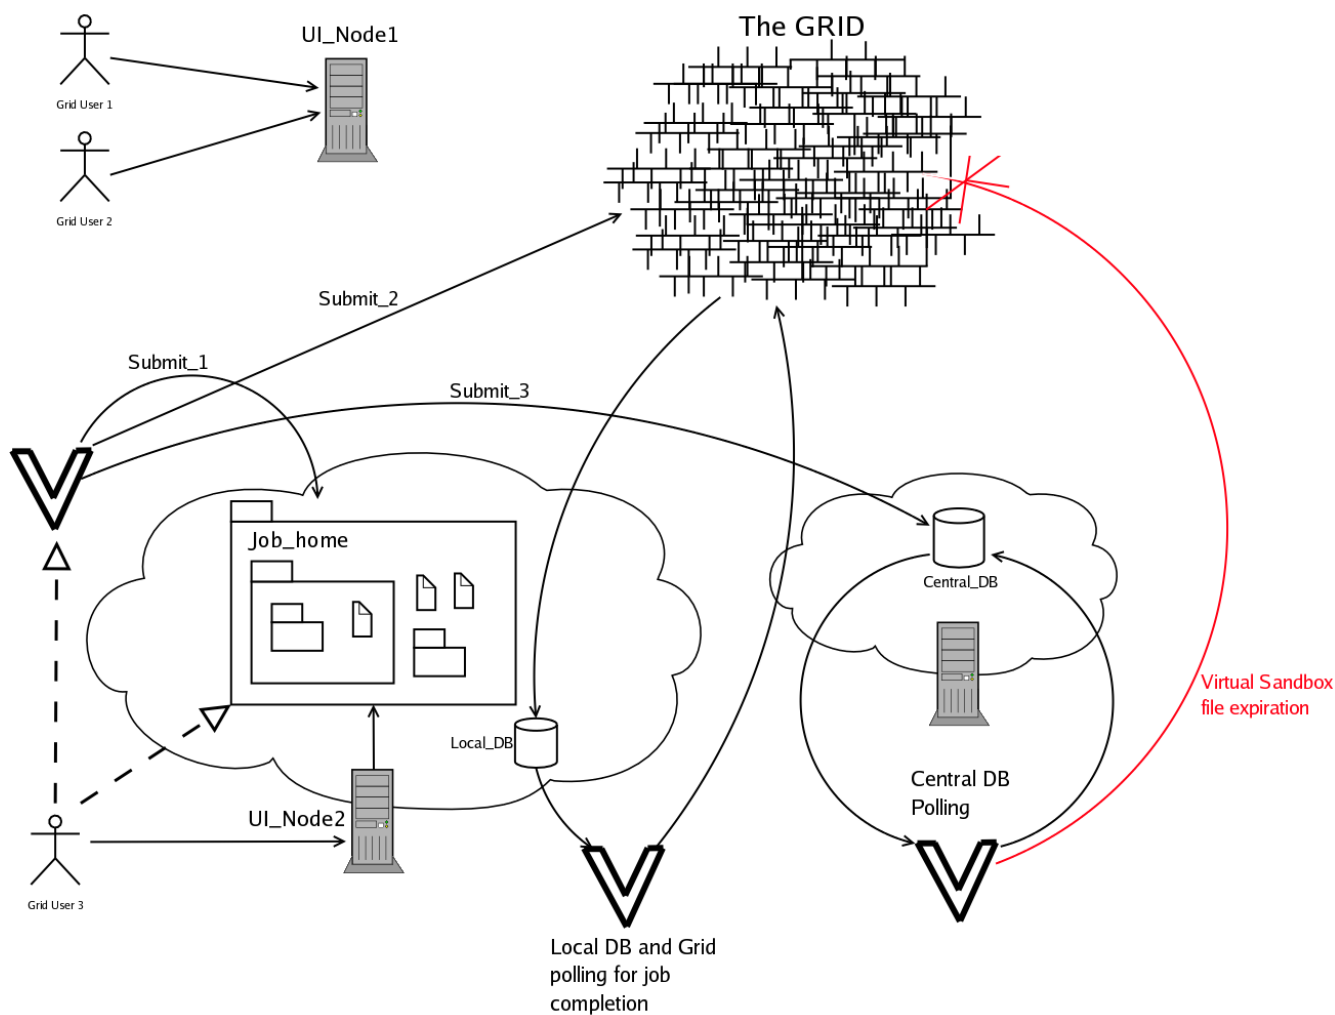 The GRID
UI_Node1
Grid User 1
Grid User 2
Submit_2
Submit_1
Submit_3
Job_home
Central_DB
Virtual Sandbox
file expiration
Local_DB
Central DB
Polling
UI_Node2
Grid User 3
Local DB and Grid
polling for job
completion